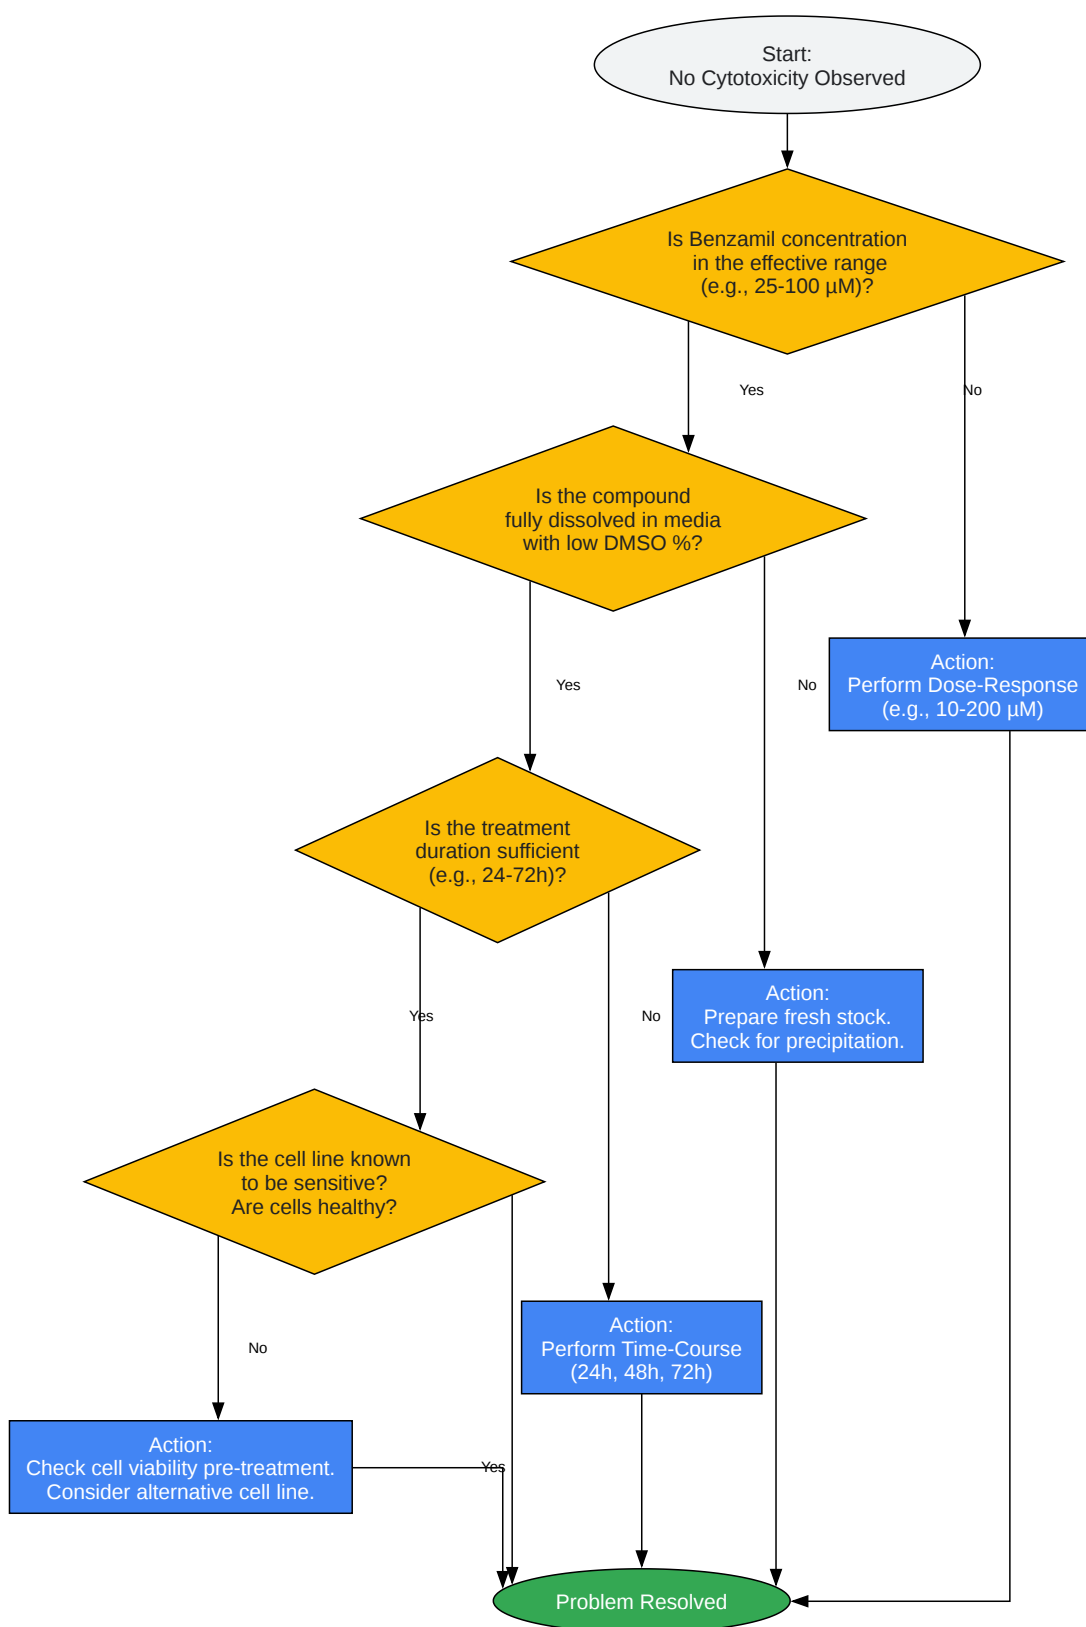 Start:
No Cytotoxicity Observed
Is Benzamil concentration
in the effective range
(e.g., 25-100 µM)?
Yes
No
Is the compound
fully dissolved in media
with low DMSO %?
Yes
No
Action:
Perform Dose-Response
(e.g., 10-200 µM)
Is the treatment
duration sufficient
(e.g., 24-72h)?
Yes
No
Action:
Prepare fresh stock.
Check for precipitation.
Is the cell line known
to be sensitive?
Are cells healthy?
No
Action:
Perform Time-Course
(24h, 48h, 72h)
Action:
Check cell viability pre-treatment.
Consider alternative cell line.
Yes
Problem Resolved